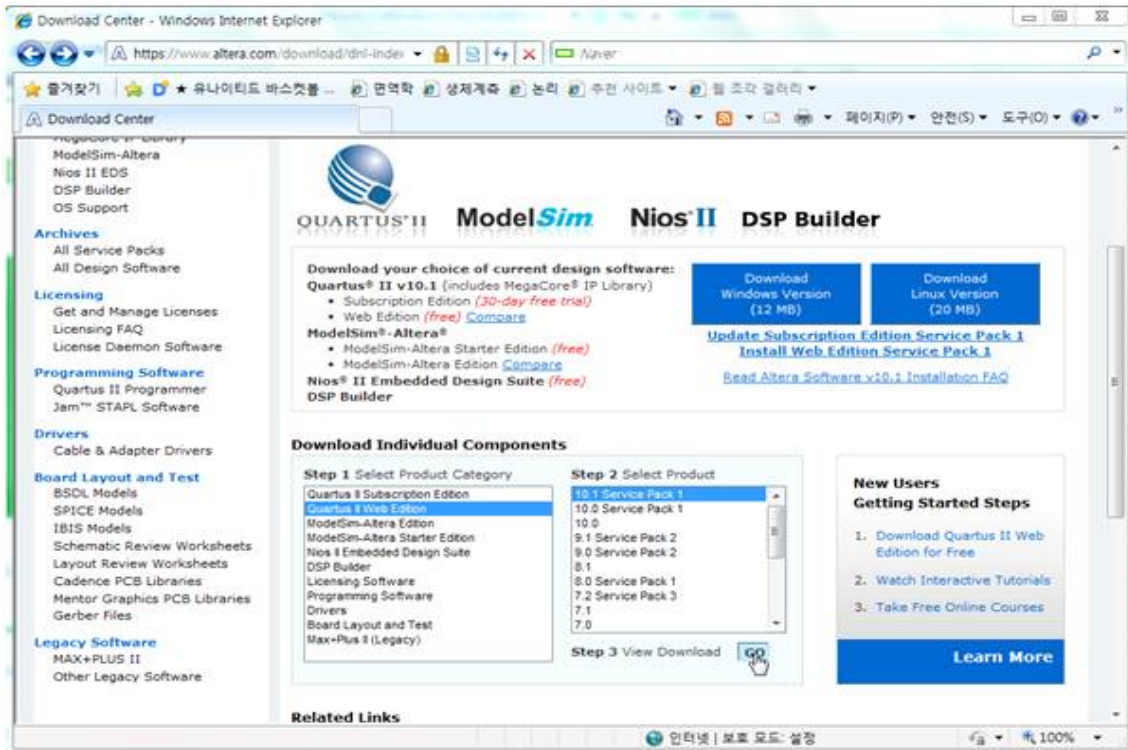 Download Center - Windows Internet Explorer
https://www.altera.com/download/dnl-index
Naver
즐겨찾기 유나이티드 바스컷볼 ... 면역학 생체계측 논리 추천 사이트 웹 조각 갤러리
Download Center
페이지(P) 안전(S) 도구(O)
MegaCore IP Library
ModelSim-Altera
Nios II EDS
DSP Builder
OS Support
Archives
All Service Packs
All Design Software
Licensing
Get and Manage Licenses
Licensing FAQ
License Daemon Software
Programming Software
Quartus II Programmer
Jam™ STAPL Software
Drivers
Cable & Adapter Drivers
Board Layout and Test
BSDL Models
SPICE Models
IBIS Models
Schematic Review Worksheets
Layout Review Worksheets
Cadence PCB Libraries
Mentor Graphics PCB Libraries
Gerber Files
Legacy Software
MAX+PLUS II
Other Legacy Software
QUARTUS® II ModelSim Nios® II DSP Builder
Download your choice of current design software:
Quartus® II v10.1 (includes MegaCore® IP Library)
• Subscription Edition (30-day free trial)
• Web Edition (free) Compare
ModelSim®-Altera®
• ModelSim-Altera Starter Edition (free)
• ModelSim-Altera Edition Compare
Nios® II Embedded Design Suite (free)
DSP Builder
Download
Windows Version
(12 MB)
Download
Linux Version
(20 MB)
Update Subscription Edition Service Pack 1
Install Web Edition Service Pack 1
Read Altera Software v10.1 Installation FAQ
Download Individual Components
Step 1 Select Product Category
Quartus II Subscription Edition
Quartus II Web Edition
ModelSim-Altera Edition
ModelSim-Altera Starter Edition
Nios II Embedded Design Suite
DSP Builder
Licensing Software
Programming Software
Drivers
Board Layout and Test
Max+Plus II (Legacy)
Step 2 Select Product
10.1 Service Pack 1
10.0 Service Pack 1
10.0
9.1 Service Pack 2
9.0 Service Pack 2
8.1
8.0 Service Pack 1
7.2 Service Pack 3
7.1
7.0
Step 3 View Download GO
New Users
Getting Started Steps
1. Download Quartus II Web
Edition for Free
2. Watch Interactive Tutorials
3. Take Free Online Courses
Learn More
Related Links
인터넷 | 보호 모드: 설정
100%